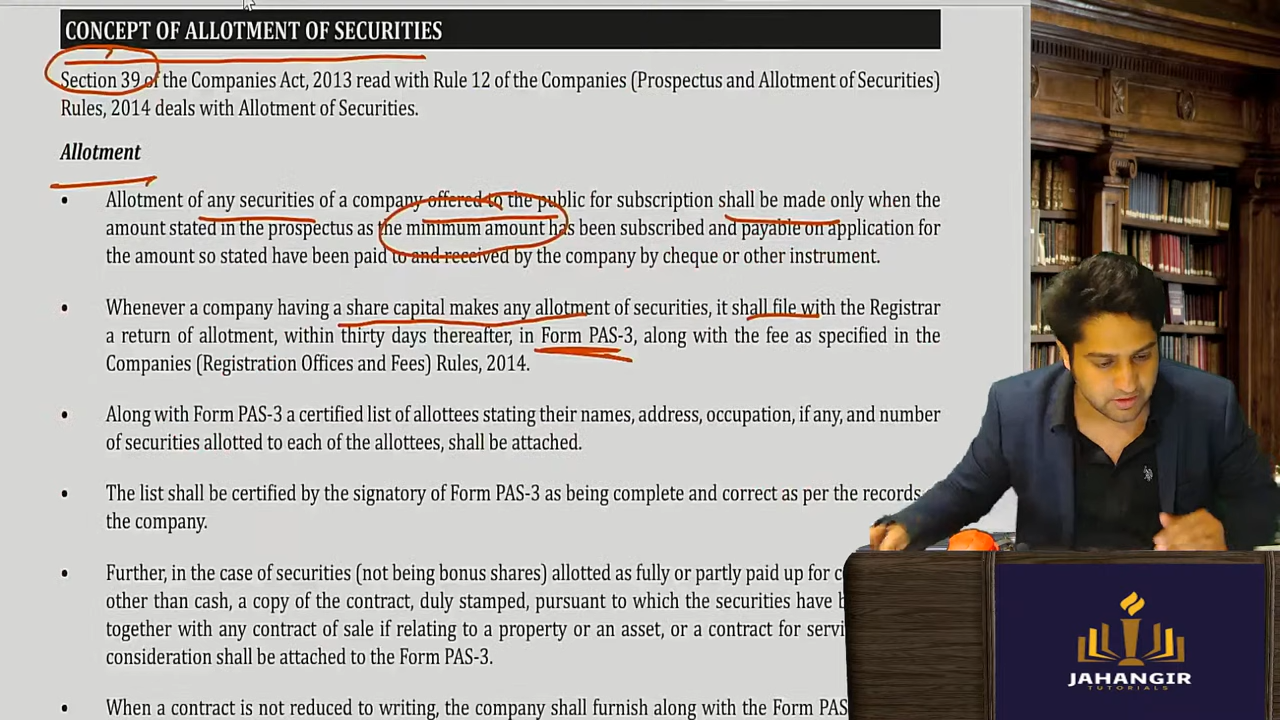 CONCEPT OF ALLOTMENT OF SECURITIES
Section 39 of the Companies Act, 2013 read with Rule 12 of the Companies (Prospectus and Allotment of Securities)
Rules, 2014 deals with Allotment of Securities.
Allotment
• Allotment of any securities of a company offered to the public for subscription shall be made only when the
amount stated in the prospectus as the minimum amount has been subscribed and payable on application for
the amount so stated have been paid to and received by the company by cheque or other instrument.
• Whenever a company having a share capital makes any allotment of securities, it shall file with the Registrar
a return of allotment, within thirty days thereafter, in Form PAS-3, along with the fee as specified in the
Companies (Registration Offices and Fees) Rules, 2014.
• Along with Form PAS-3 a certified list of allottees stating their names, address, occupation, if any, and number
of securities allotted to each of the allottees, shall be attached.
• The list shall be certified by the signatory of Form PAS-3 as being complete and correct as per the records
the company.
• Further, in the case of securities (not being bonus shares) allotted as fully or partly paid up for
other than cash, a copy of the contract, duly stamped, pursuant to which the securities have
together with any contract of sale if relating to a property or an asset, or a contract for
consideration shall be attached to the Form PAS-3.
• When a contract is not reduced to writing, the company shall furnish along with the Form PAS
JAHANGIR
TUTORIALS